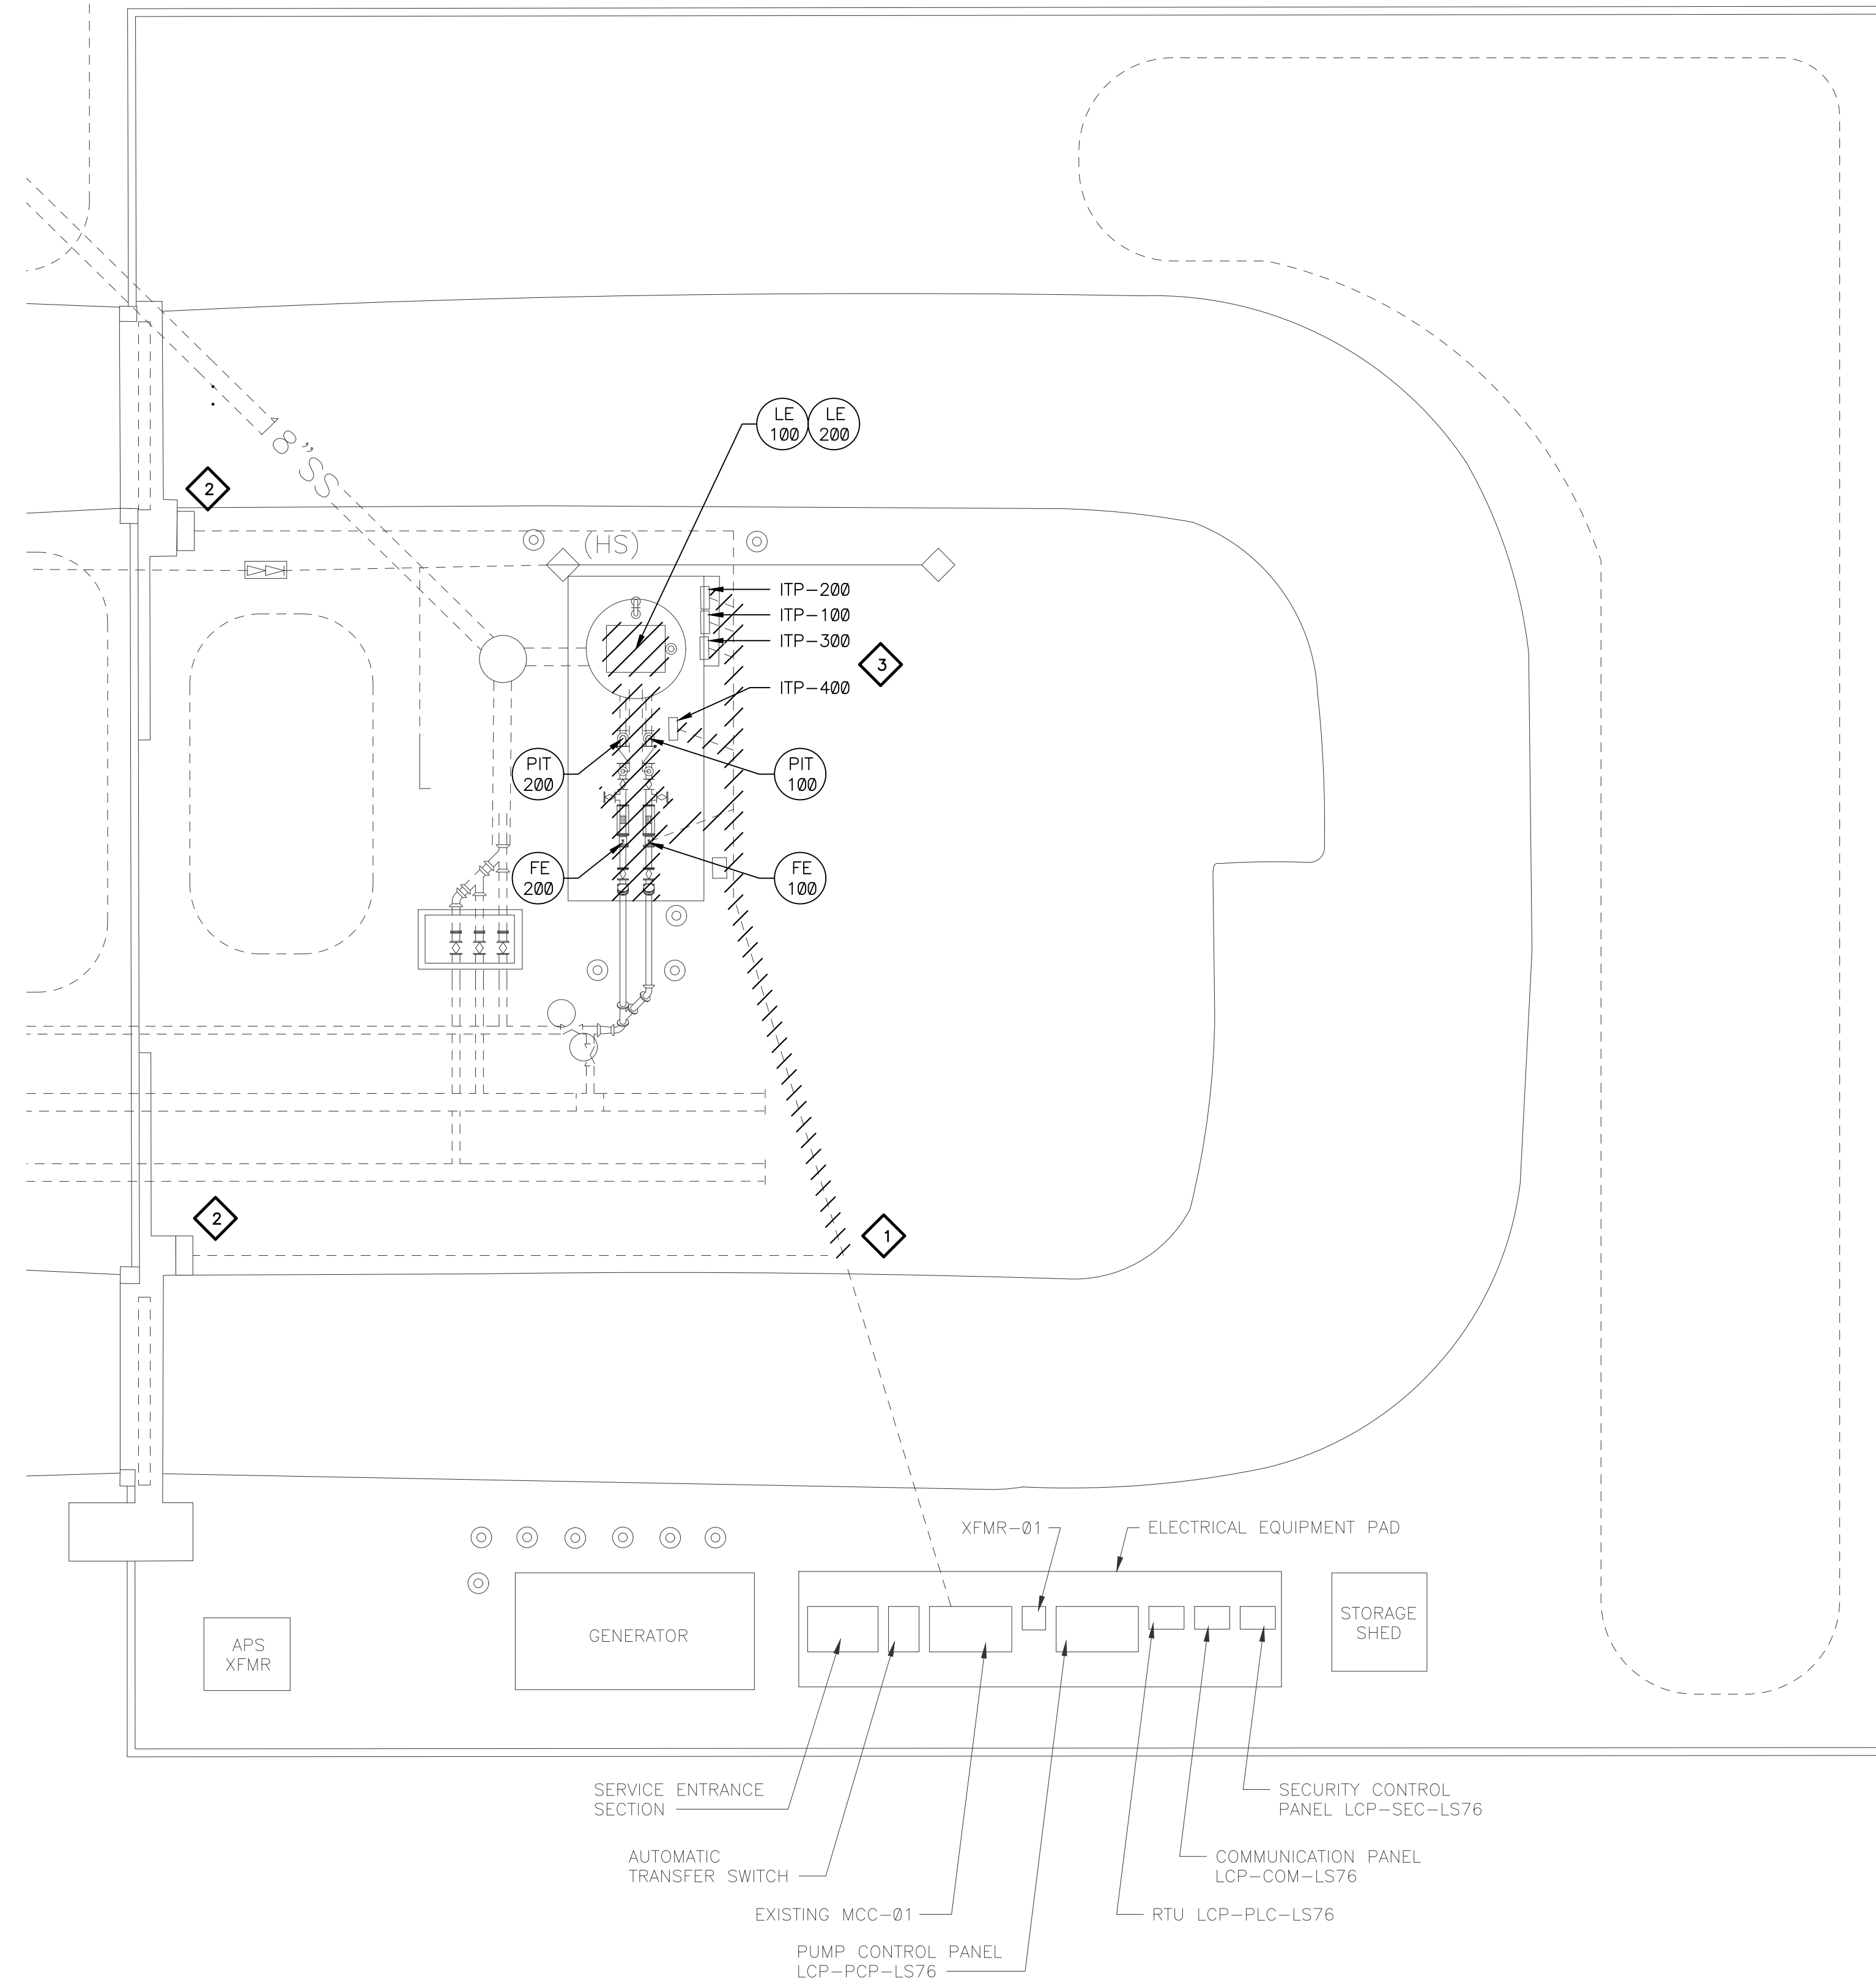 LE
100
LE
200
18"SS
2
(HS)
ITP-200
ITP-100
ITP-300
3
ITP-400
PIT
200
PIT
100
FE
200
FE
100
2
1
XFMR-01
ELECTRICAL EQUIPMENT PAD
STORAGE
SHED
GENERATOR
APS
XFMR
SERVICE ENTRANCE
SECTION
SECURITY CONTROL
PANEL LCP-SEC-LS76
AUTOMATIC
TRANSFER SWITCH
COMMUNICATION PANEL
LCP-COM-LS76
EXISTING MCC-01
RTU LCP-PLC-LS76
PUMP CONTROL PANEL
LCP-PCP-LS76